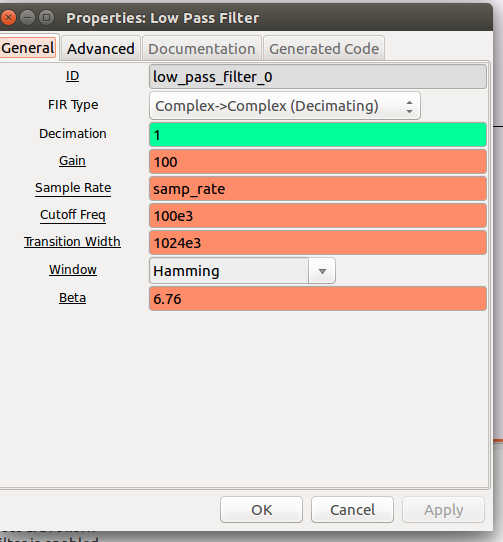 Properties: Low Pass Filter
General Advanced Documentation Generated Code
ID low_pass_filter_0
FIR Type Complex->Complex (Decimating)
Decimation 1
Gain 100
Sample Rate samp_rate
Cutoff Freq 100e3
Transition Width 1024e3
Window Hamming
Beta 6.76
OK Cancel Apply